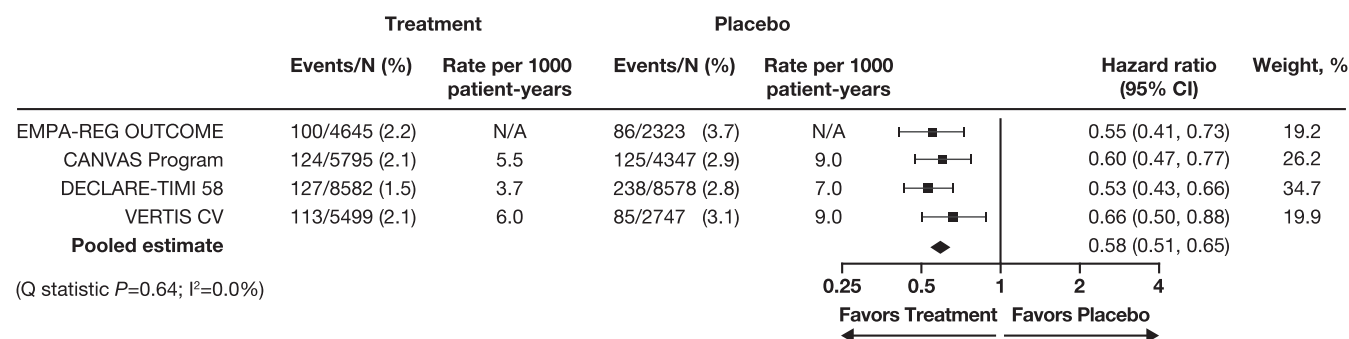 Treatment Placebo
Events/N (%) Rate per 1000 patient-years Events/N (%) Rate per 1000 patient-years Hazard ratio (95% CI) Weight, %
EMPA-REG OUTCOME 100/4645 (2.2) N/A 86/2323 (3.7) N/A 0.55 (0.41, 0.73) 19.2
CANVAS Program 124/5795 (2.1) 5.5 125/4347 (2.9) 9.0 0.60 (0.47, 0.77) 26.2
DECLARE-TIMI 58 127/8582 (1.5) 3.7 238/8578 (2.8) 7.0 0.53 (0.43, 0.66) 34.7
VERTIS CV 113/5499 (2.1) 6.0 85/2747 (3.1) 9.0 0.66 (0.50, 0.88) 19.9
Pooled estimate 0.58 (0.51, 0.65)
(Q statistic P=0.64; I²=0.0%)
0.25 0.5 1 2 4
Favors Treatment Favors Placebo